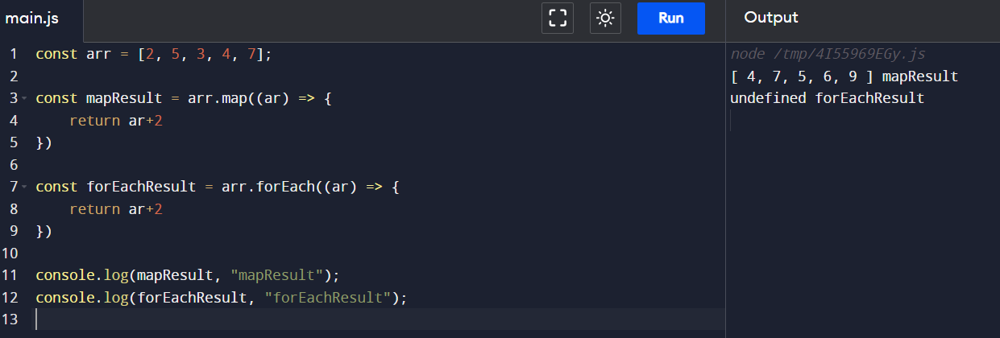 main.js
Run
Output
1 const arr = [2, 5, 3, 4, 7];
2
3 const mapResult = arr.map((ar) => {
4     return ar+2
5 })
6
7 const forEachResult = arr.forEach((ar) => {
8     return ar+2
9 })
10
11 console.log(mapResult, "mapResult");
12 console.log(forEachResult, "forEachResult");
13
node /tmp/4I55969EGy.js
[ 4, 7, 5, 6, 9 ] mapResult
undefined forEachResult